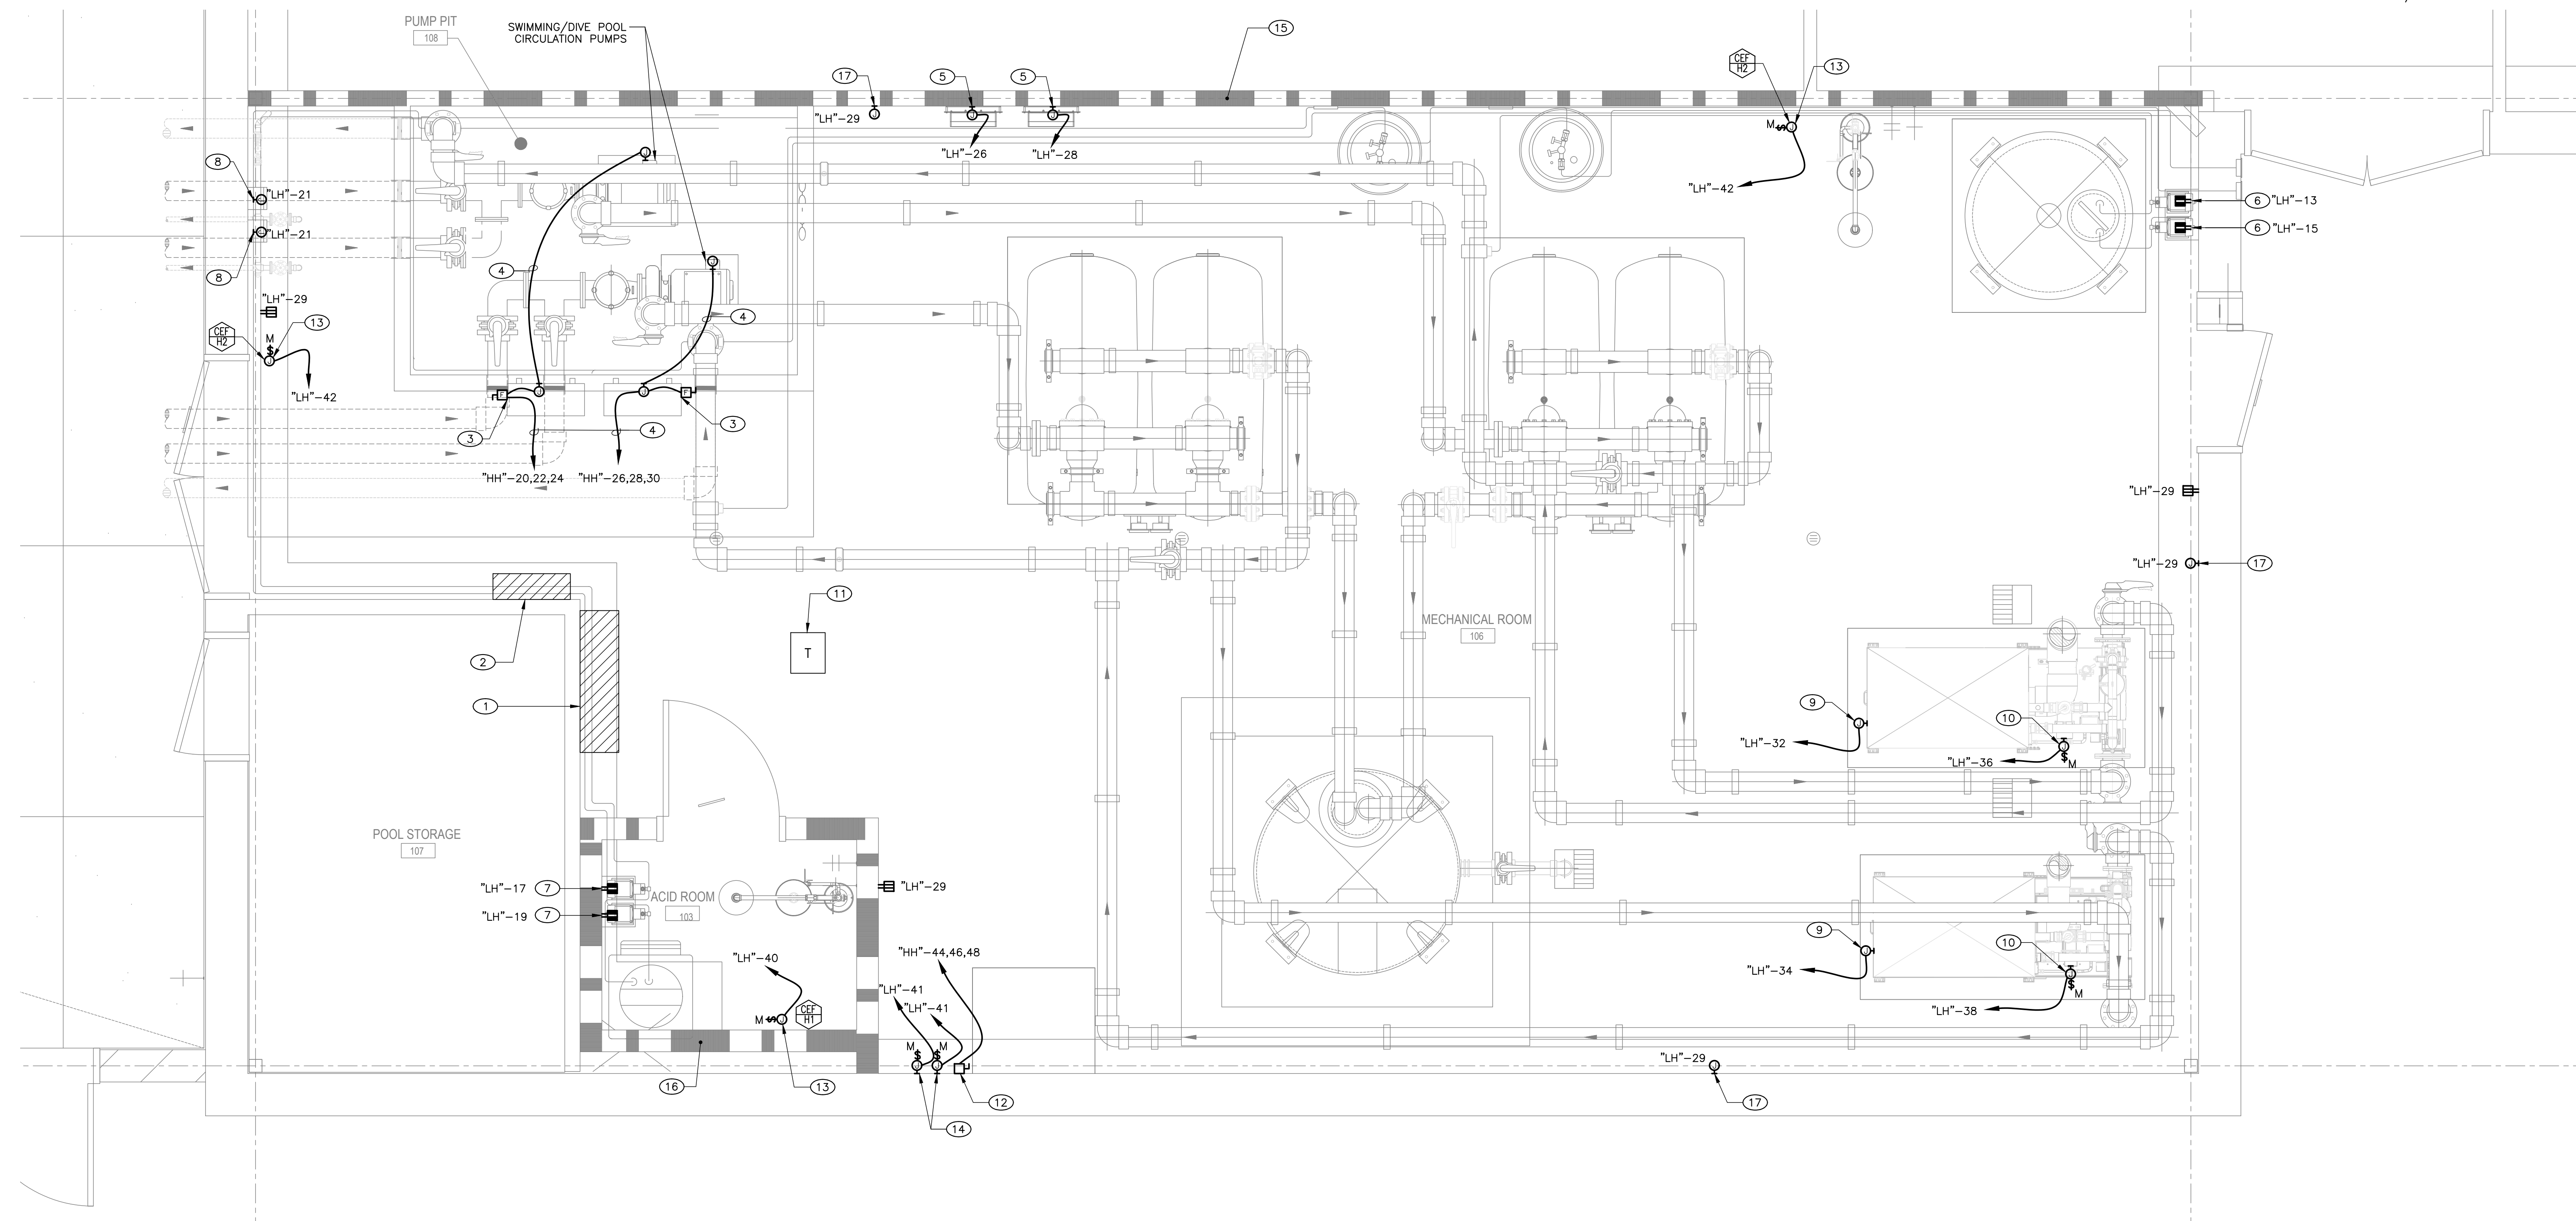 PUMP PIT
108
SWIMMING/DIVE POOL
CIRCULATION PUMPS
15
17
J
"LH"-29
5
J
"LH"-26
5
J
"LH"-28
CEF
H2
13
M $ J
"LH"-42
8
J
"LH"-21
8
J
"LH"-21
6
"LH"-13
6
"LH"-15
J
J
4
4
"LH"-29
CEF
H2
13
M
$
J
"LH"-42
F
J
J
F
3
4
3
"HH"-20,22,24
"HH"-26,28,30
"LH"-29
"LH"-29
J
17
2
11
T
1
MECHANICAL ROOM
106
9
J
"LH"-32
10
J
$
M
"LH"-36
POOL STORAGE
107
"LH"-17
7
"LH"-19
7
ACID ROOM
103
"LH"-29
9
J
"LH"-34
10
J
$
M
"LH"-38
"LH"-40
CEF
H1
M $ J
13
"HH"-44,46,48
"LH"-41
"LH"-41
M
$
J
M
$
J
12
14
16
"LH"-29
J
17